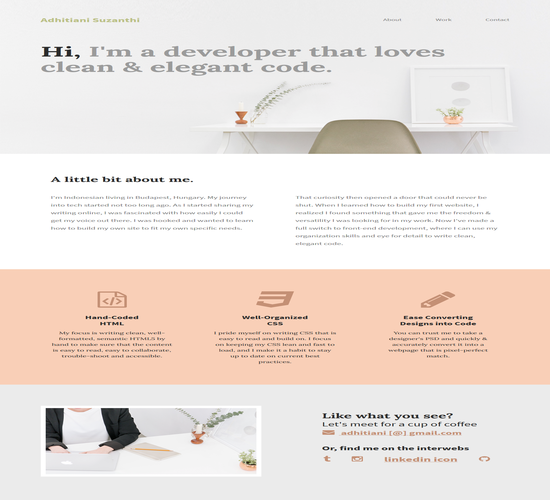 Adhitiani Suzanthi
About Work Contact
Hi, I'm a developer that loves
clean & elegant code.
A little bit about me.
I'm Indonesian living in Budapest, Hungary. My journey
into tech started not too long ago. As I started sharing my
writing online, I was fascinated with how easily I could
get my voice out there. I was hooked and wanted to learn
how to build my own site to fit my own specific needs.
That curiosity then opened a door that could never be
shut. When I learned how to build my first website, I
realized I found something that gave me the freedom &
versatility I was looking for in my work. Now I've made a
full switch to front-end development, where I can use my
organization skills and eye for detail to write clean,
elegant code.
Hand-Coded
HTML
My focus is writing clean, well-
formatted, semantic HTML5 by
hand to make sure that the content
is easy to read, easy to collaborate,
trouble-shoot and accessible.
Well-Organized
CSS
I pride myself on writing CSS that is
easy to read and build on. I focus
on keeping my CSS lean and fast to
load, and I make it a habit to stay
up to date on current best
practices.
Ease Converting
Designs into Code
You can trust me to take a
designer's PSD and quickly &
accurately convert it into a
webpage that is pixel-perfect
match.
Like what you see?
Let's meet for a cup of coffee
adhitiani [@] gmail.com
Or, find me on the interwebs
linkedin icon